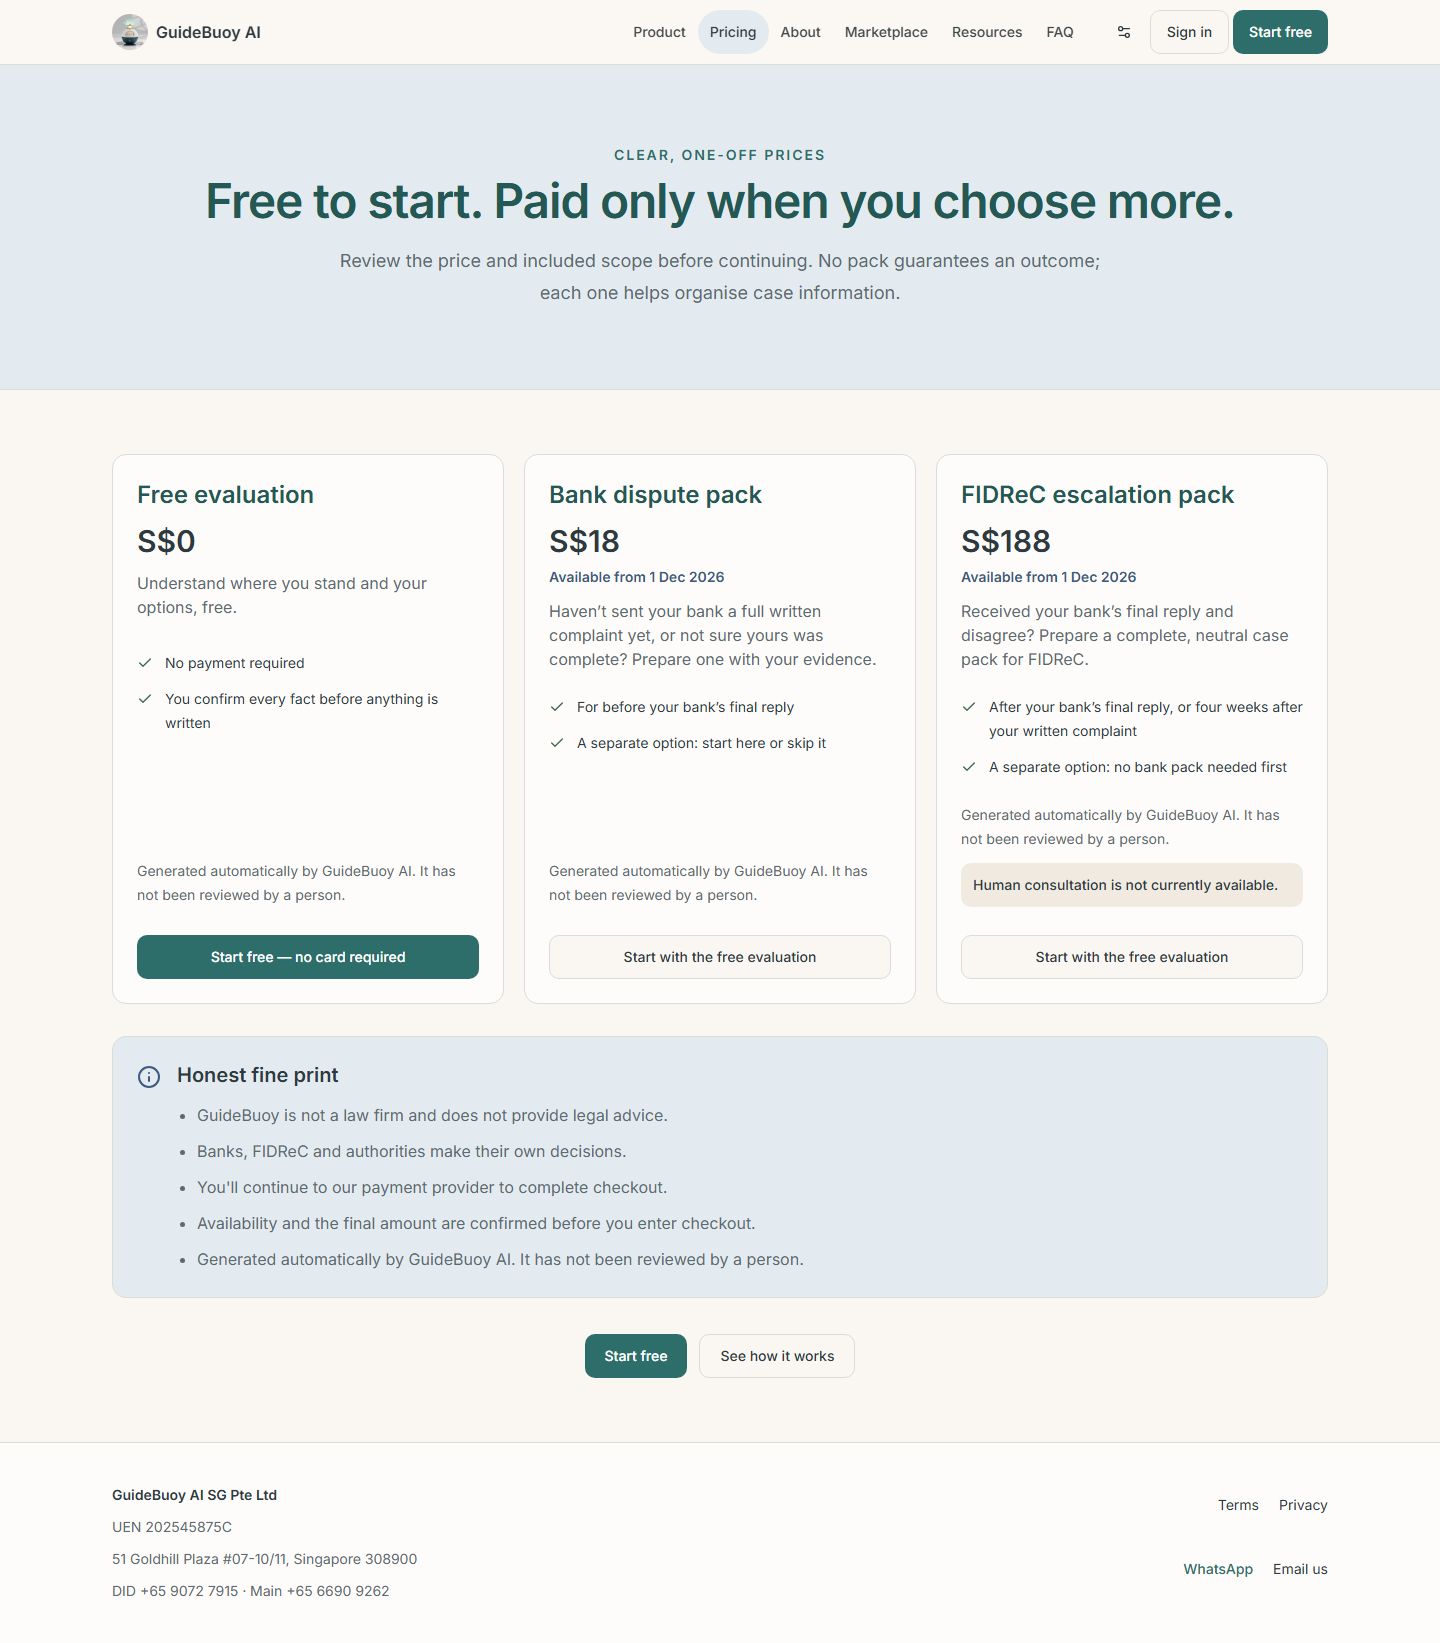 GuideBuoy AI
Product Pricing About Marketplace Resources FAQ Sign in Start free
CLEAR, ONE-OFF PRICES
Free to start. Paid only when you choose more.
Review the price and included scope before continuing. No pack guarantees an outcome;
each one helps organise case information.
Free evaluation
S$0
Understand where you stand and your
options, free.
No payment required
You confirm every fact before anything is
written
Generated automatically by GuideBuoy AI. It has
not been reviewed by a person.
Start free — no card required
Bank dispute pack
S$18
Available from 1 Dec 2026
Haven’t sent your bank a full written
complaint yet, or not sure yours was
complete? Prepare one with your evidence.
For before your bank’s final reply
A separate option: start here or skip it
Generated automatically by GuideBuoy AI. It has
not been reviewed by a person.
Start with the free evaluation
FIDReC escalation pack
S$188
Available from 1 Dec 2026
Received your bank’s final reply and
disagree? Prepare a complete, neutral case
pack for FIDReC.
After your bank’s final reply, or four weeks after
your written complaint
A separate option: no bank pack needed first
Generated automatically by GuideBuoy AI. It has
not been reviewed by a person.
Human consultation is not currently available.
Start with the free evaluation
Honest fine print
• GuideBuoy is not a law firm and does not provide legal advice.
• Banks, FIDReC and authorities make their own decisions.
• You'll continue to our payment provider to complete checkout.
• Availability and the final amount are confirmed before you enter checkout.
• Generated automatically by GuideBuoy AI. It has not been reviewed by a person.
Start free See how it works
GuideBuoy AI SG Pte Ltd
UEN 202545875C
51 Goldhill Plaza #07-10/11, Singapore 308900
DID +65 9072 7915 · Main +65 6690 9262
Terms Privacy
WhatsApp Email us